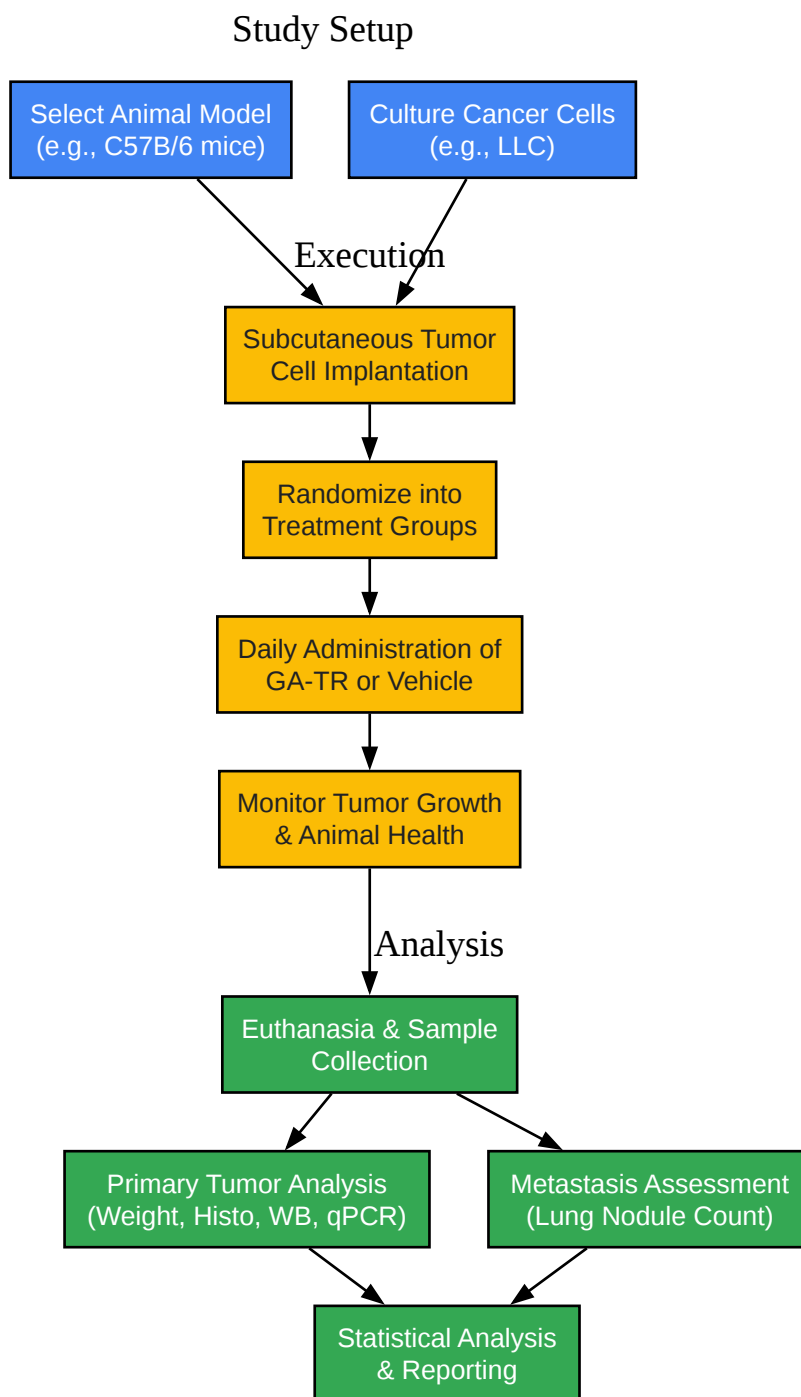 Study Setup
Select Animal Model
(e.g., C57B/6 mice)
Culture Cancer Cells
(e.g., LLC)
Execution
Subcutaneous Tumor
Cell Implantation
Randomize into
Treatment Groups
Daily Administration of
GA-TR or Vehicle
Monitor Tumor Growth
& Animal Health
Analysis
Euthanasia & Sample
Collection
Primary Tumor Analysis
(Weight, Histo, WB, qPCR)
Metastasis Assessment
(Lung Nodule Count)
Statistical Analysis
& Reporting